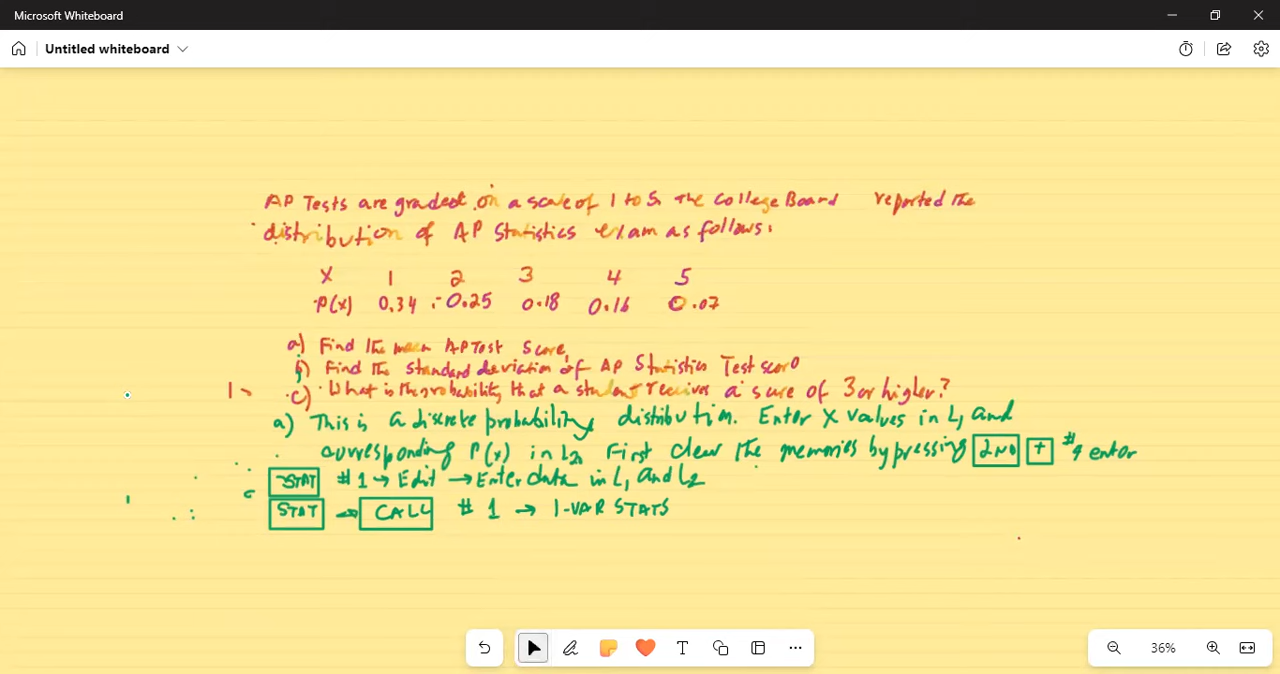 Microsoft Whiteboard
Untitled whiteboard
AP Tests are graded on a scale of 1 to 5. The College Board reported the
distribution of AP Statistics exam as follows:
X 1 2 3 4 5
P(x) 0.34 0.25 0.18 0.16 0.07
a) Find the mean AP Test Score.
b) Find the standard deviation of AP Statistics Test score
c) What is the probability that a student receives a score of 3 or higher?
a) This is a discrete probability distribution. Enter X values in L1 and
corresponding P(x) in L2. First clear the memories by pressing 2ND + #4 enter
STAT #1 → Edit → Enter data in L1 and L2
STAT → CALL #1 → 1-VAR STATS
36%